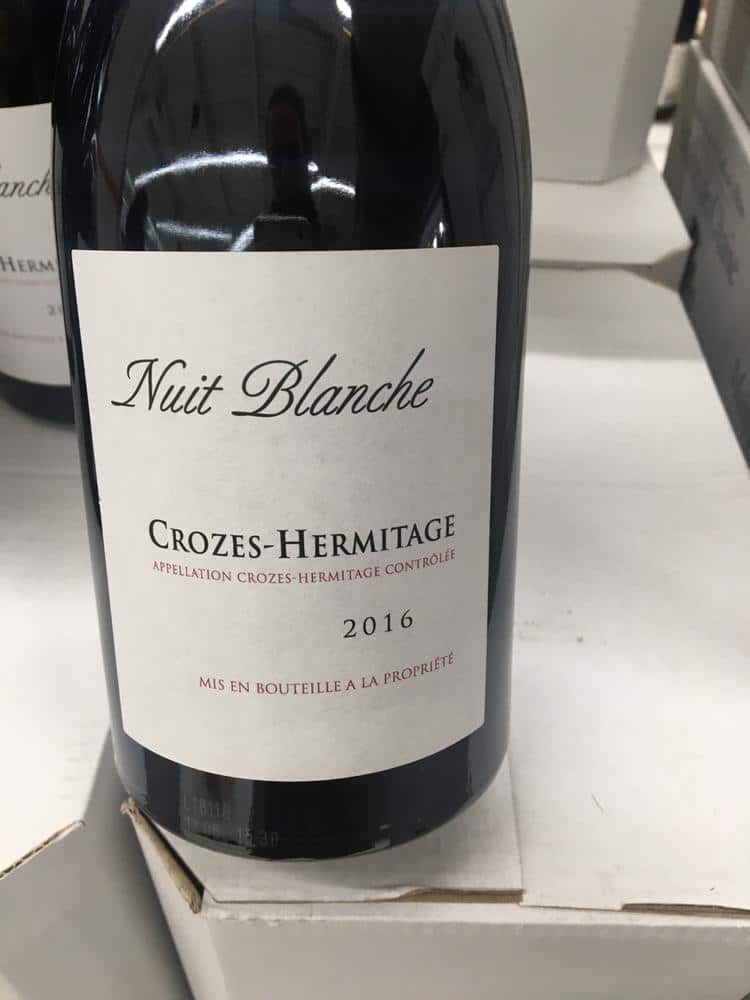 Nuit Blanche
CROZES-HERMITAGE
APPELLATION CROZES-HERMITAGE CONTRÔLÉE
2016
MIS EN BOUTEILLE A LA PROPRIÉTÉ